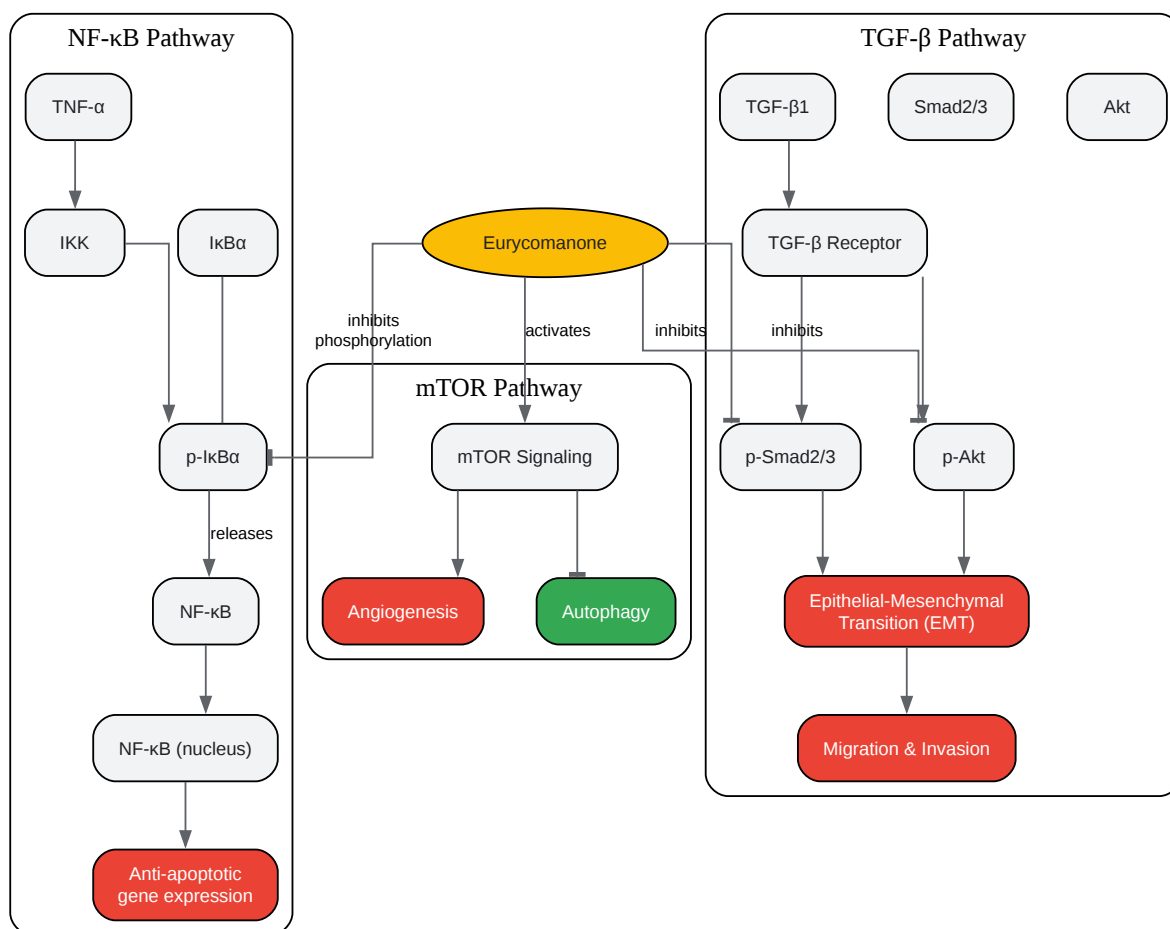 NF-κB Pathway
TNF-α
IKK
IκBα
p-IκBα
releases
NF-κB
NF-κB (nucleus)
Anti-apoptotic
gene expression
Eurycomanone
inhibits
phosphorylation
activates
inhibits
inhibits
mTOR Pathway
mTOR Signaling
Angiogenesis
Autophagy
TGF-β Pathway
TGF-β1
Smad2/3
Akt
TGF-β Receptor
p-Smad2/3
p-Akt
Epithelial-Mesenchymal
Transition (EMT)
Migration & Invasion